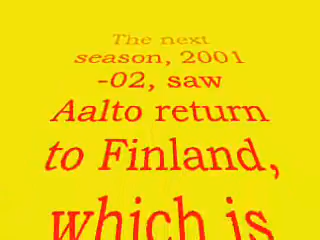 The next
season, 2001
-02, saw
Aalto return
to Finland,
which is